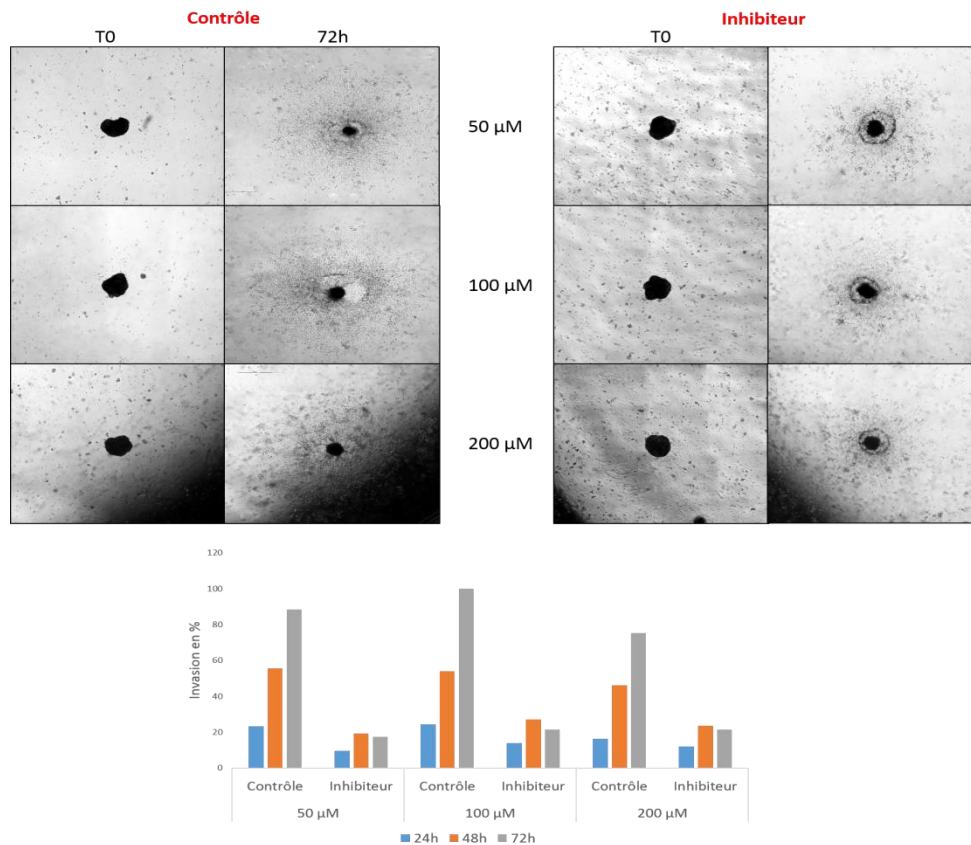 Contrôle
Inhibiteur
T0
72h
T0
50 µM
100 µM
200 µM
120
100
80
60
40
20
0
Invasion en %
Contrôle
Inhibiteur
Contrôle
Inhibiteur
Contrôle
Inhibiteur
50 µM
100 µM
200 µM
24h
48h
72h